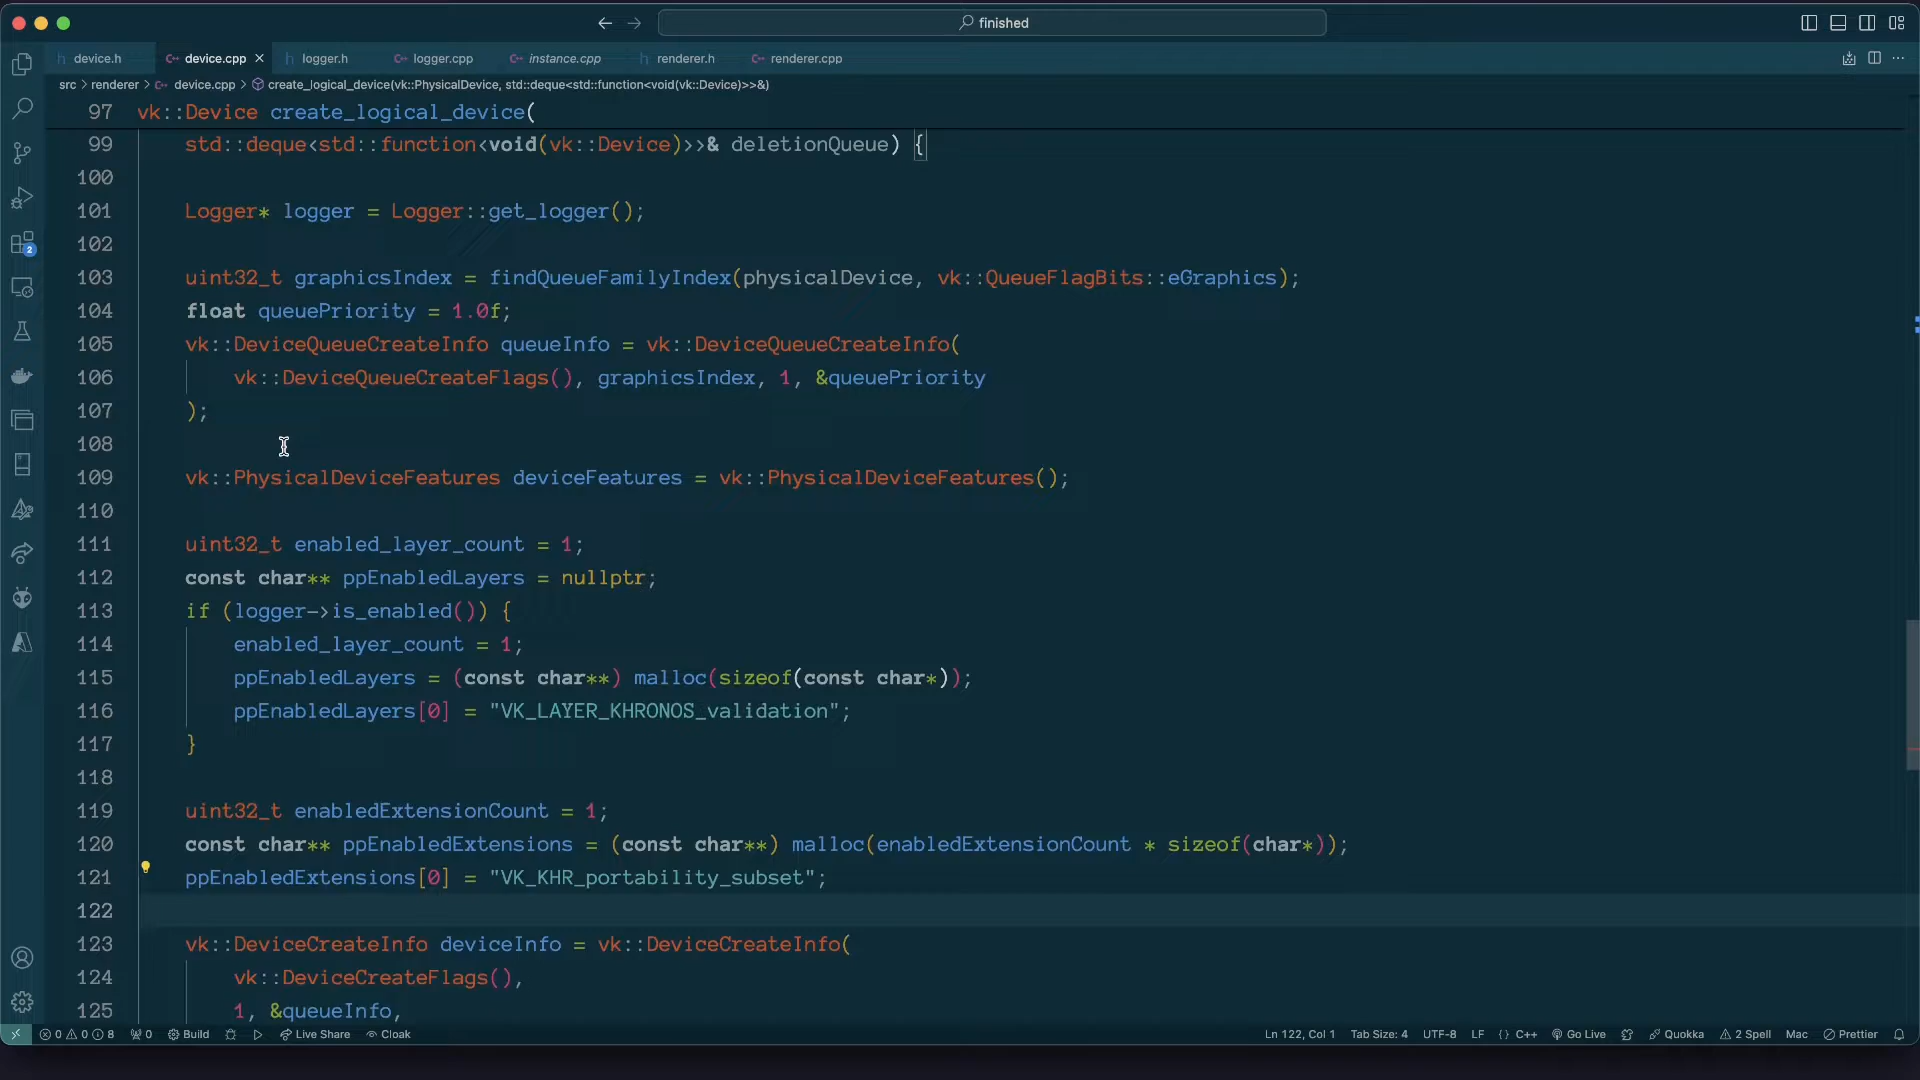 finished
device.h
device.cpp
logger.h
logger.cpp
instance.cpp
renderer.h
renderer.cpp
src > renderer > device.cpp > create_logical_device(vk::PhysicalDevice, std::deque<std::function<void(vk::Device)>>&)
97 vk::Device create_logical_device(
99 std::deque<std::function<void(vk::Device)>>& deletionQueue) {
100
101 Logger* logger = Logger::get_logger();
102
103 uint32_t graphicsIndex = findQueueFamilyIndex(physicalDevice, vk::QueueFlagBits::eGraphics);
104 float queuePriority = 1.0f;
105 vk::DeviceQueueCreateInfo queueInfo = vk::DeviceQueueCreateInfo(
106 vk::DeviceQueueCreateFlags(), graphicsIndex, 1, &queuePriority
107 );
108
109 vk::PhysicalDeviceFeatures deviceFeatures = vk::PhysicalDeviceFeatures();
110
111 uint32_t enabled_layer_count = 1;
112 const char** ppEnabledLayers = nullptr;
113 if (logger->is_enabled()) {
114 enabled_layer_count = 1;
115 ppEnabledLayers = (const char**) malloc(sizeof(const char*));
116 ppEnabledLayers[0] = "VK_LAYER_KHRONOS_validation";
117 }
118
119 uint32_t enabledExtensionCount = 1;
120 const char** ppEnabledExtensions = (const char**) malloc(enabledExtensionCount * sizeof(char*));
121 ppEnabledExtensions[0] = "VK_KHR_portability_subset";
122
123 vk::DeviceCreateInfo deviceInfo = vk::DeviceCreateInfo(
124 vk::DeviceCreateFlags(),
125 1, &queueInfo,
2
0 0 8 0 Build Live Share Cloak Ln 122, Col 1 Tab Size: 4 UTF-8 LF {} C++ Go Live Quokka 2 Spell Mac Prettier